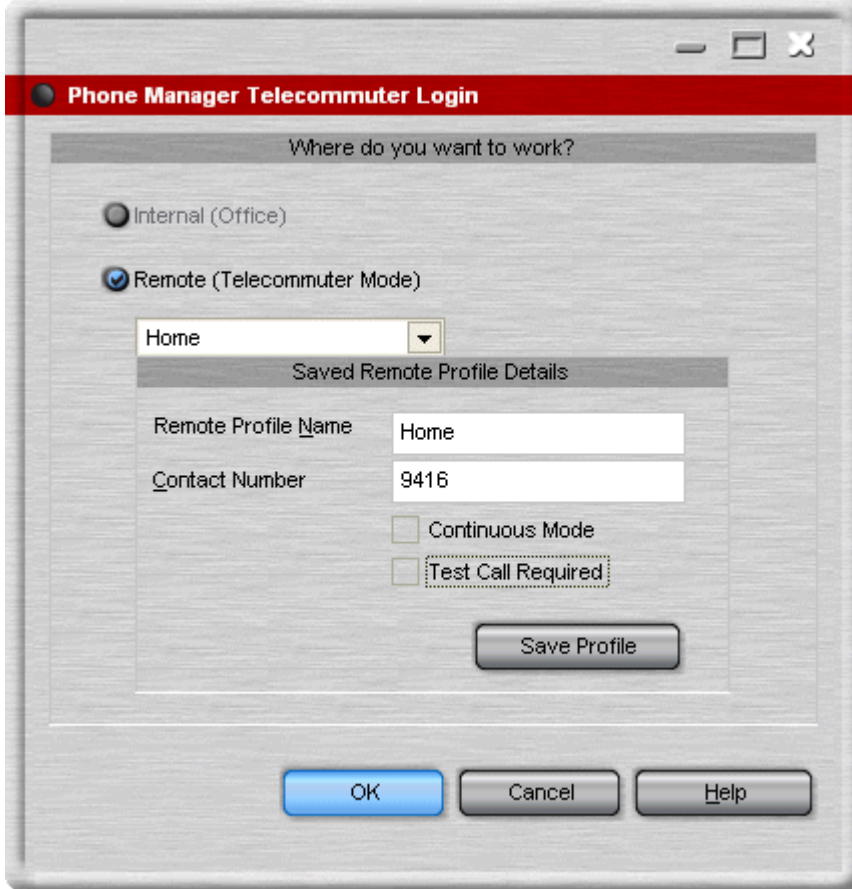 Phone Manager Telecommuter Login
Where do you want to work?
Internal (Office)
Remote (Telecommuter Mode)
Home
Saved Remote Profile Details
Remote Profile Name
Home
Contact Number
9416
Continuous Mode
Test Call Required
Save Profile
OK
Cancel
Help